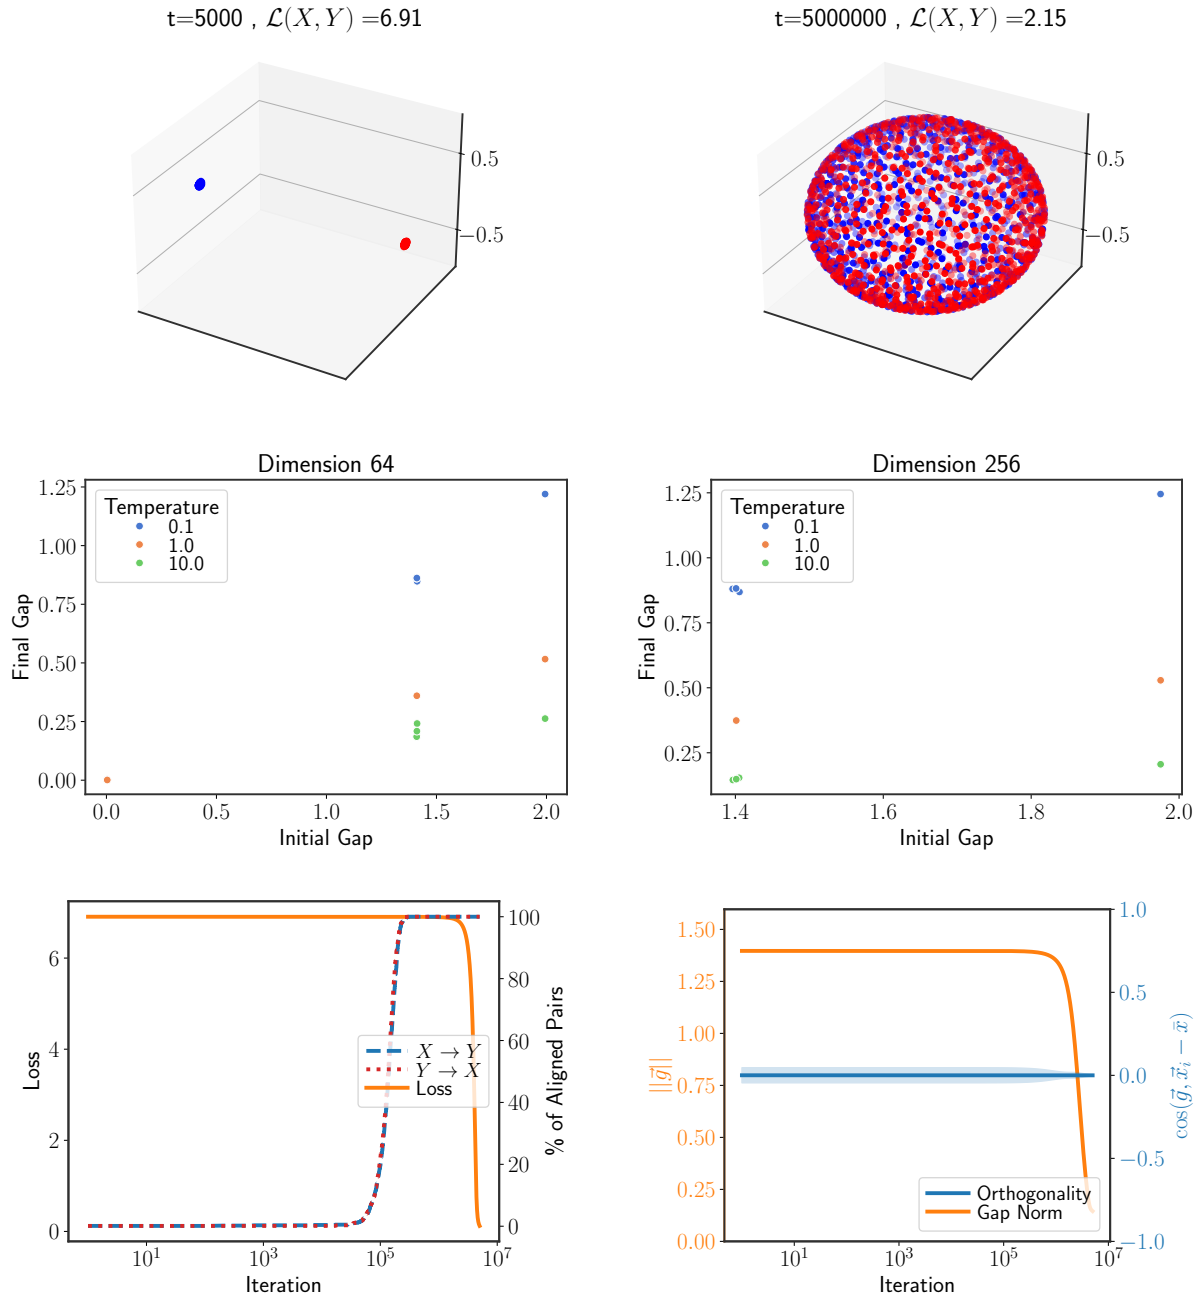 t=5000 , 𝓛(X, Y) =6.91
t=5000000 , 𝓛(X, Y) =2.15
0.5
−0.5
0.5
−0.5
Dimension 64
Final Gap
1.25
1.00
0.75
0.50
0.25
0.00
Temperature
0.1
1.0
10.0
0.0 0.5 1.0 1.5 2.0
Initial Gap
Dimension 256
Final Gap
1.25
1.00
0.75
0.50
0.25
Temperature
0.1
1.0
10.0
1.4 1.6 1.8 2.0
Initial Gap
Loss
6
4
2
0
X → Y
Y → X
Loss
100
80
60
40
20
0
% of Aligned Pairs
10¹ 10³ 10⁵ 10⁷
Iteration
||g⃗||
1.50
1.25
1.00
0.75
0.50
0.25
0.00
Orthogonality
Gap Norm
1.0
0.5
0.0
−0.5
−1.0
cos(g⃗, x⃗ᵢ − x̄)
10¹ 10³ 10⁵ 10⁷
Iteration